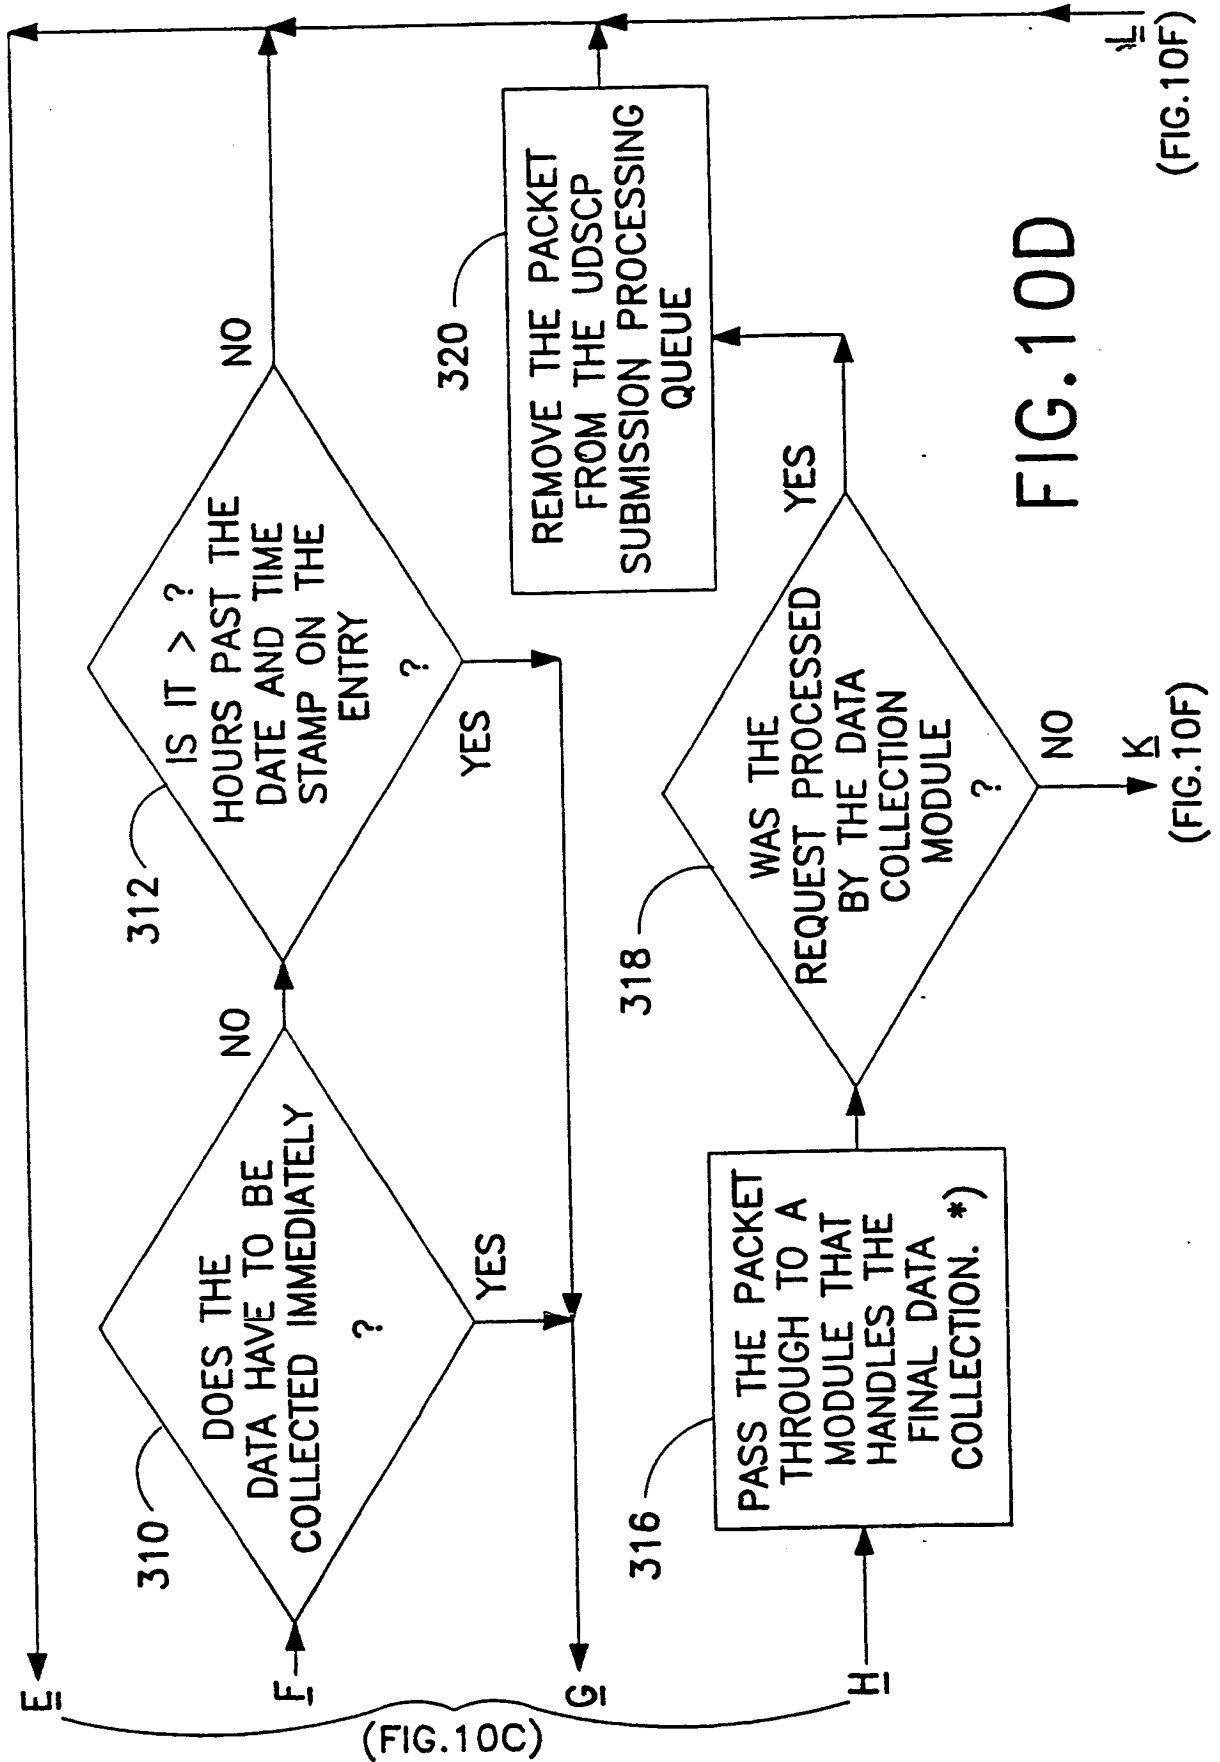 E
F
G
H
(FIG.10C)
310
DOES THE
DATA HAVE TO BE
COLLECTED IMMEDIATELY
?
NO
YES
312
IS IT > ?
HOURS PAST THE
DATE AND TIME
STAMP ON THE
ENTRY
?
NO
YES
316
PASS THE PACKET
THROUGH TO A
MODULE THAT
HANDLES THE
FINAL DATA
COLLECTION. *)
318
WAS THE
REQUEST PROCESSED
BY THE DATA
COLLECTION
MODULE
?
YES
NO
K
(FIG.10F)
320
REMOVE THE PACKET
FROM THE UDSCP
SUBMISSION PROCESSING
QUEUE
L
(FIG.10F)
FIG.10D